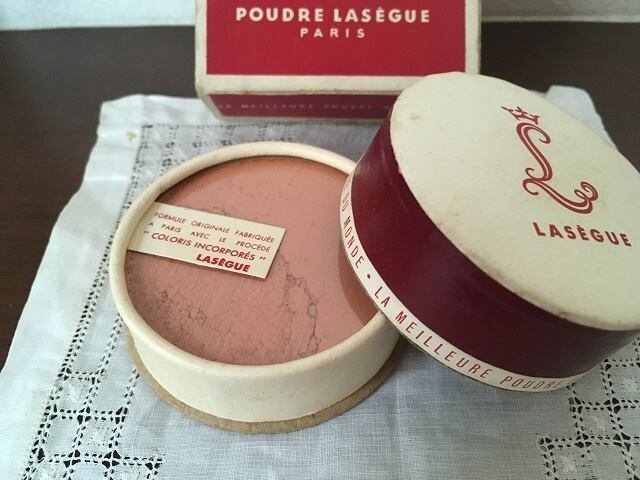 POUDRE LASÈGUE
PARIS
LA MEILLEURE POUDRE
FORMULE ORIGINALE FABRIQUÉE
A PARIS AVEC LE PROCÉDÉ
" COLORIS INCORPORÉS "
LASÈGUE
LASÈGUE
DU MONDE • LA MEILLEURE POUDRE